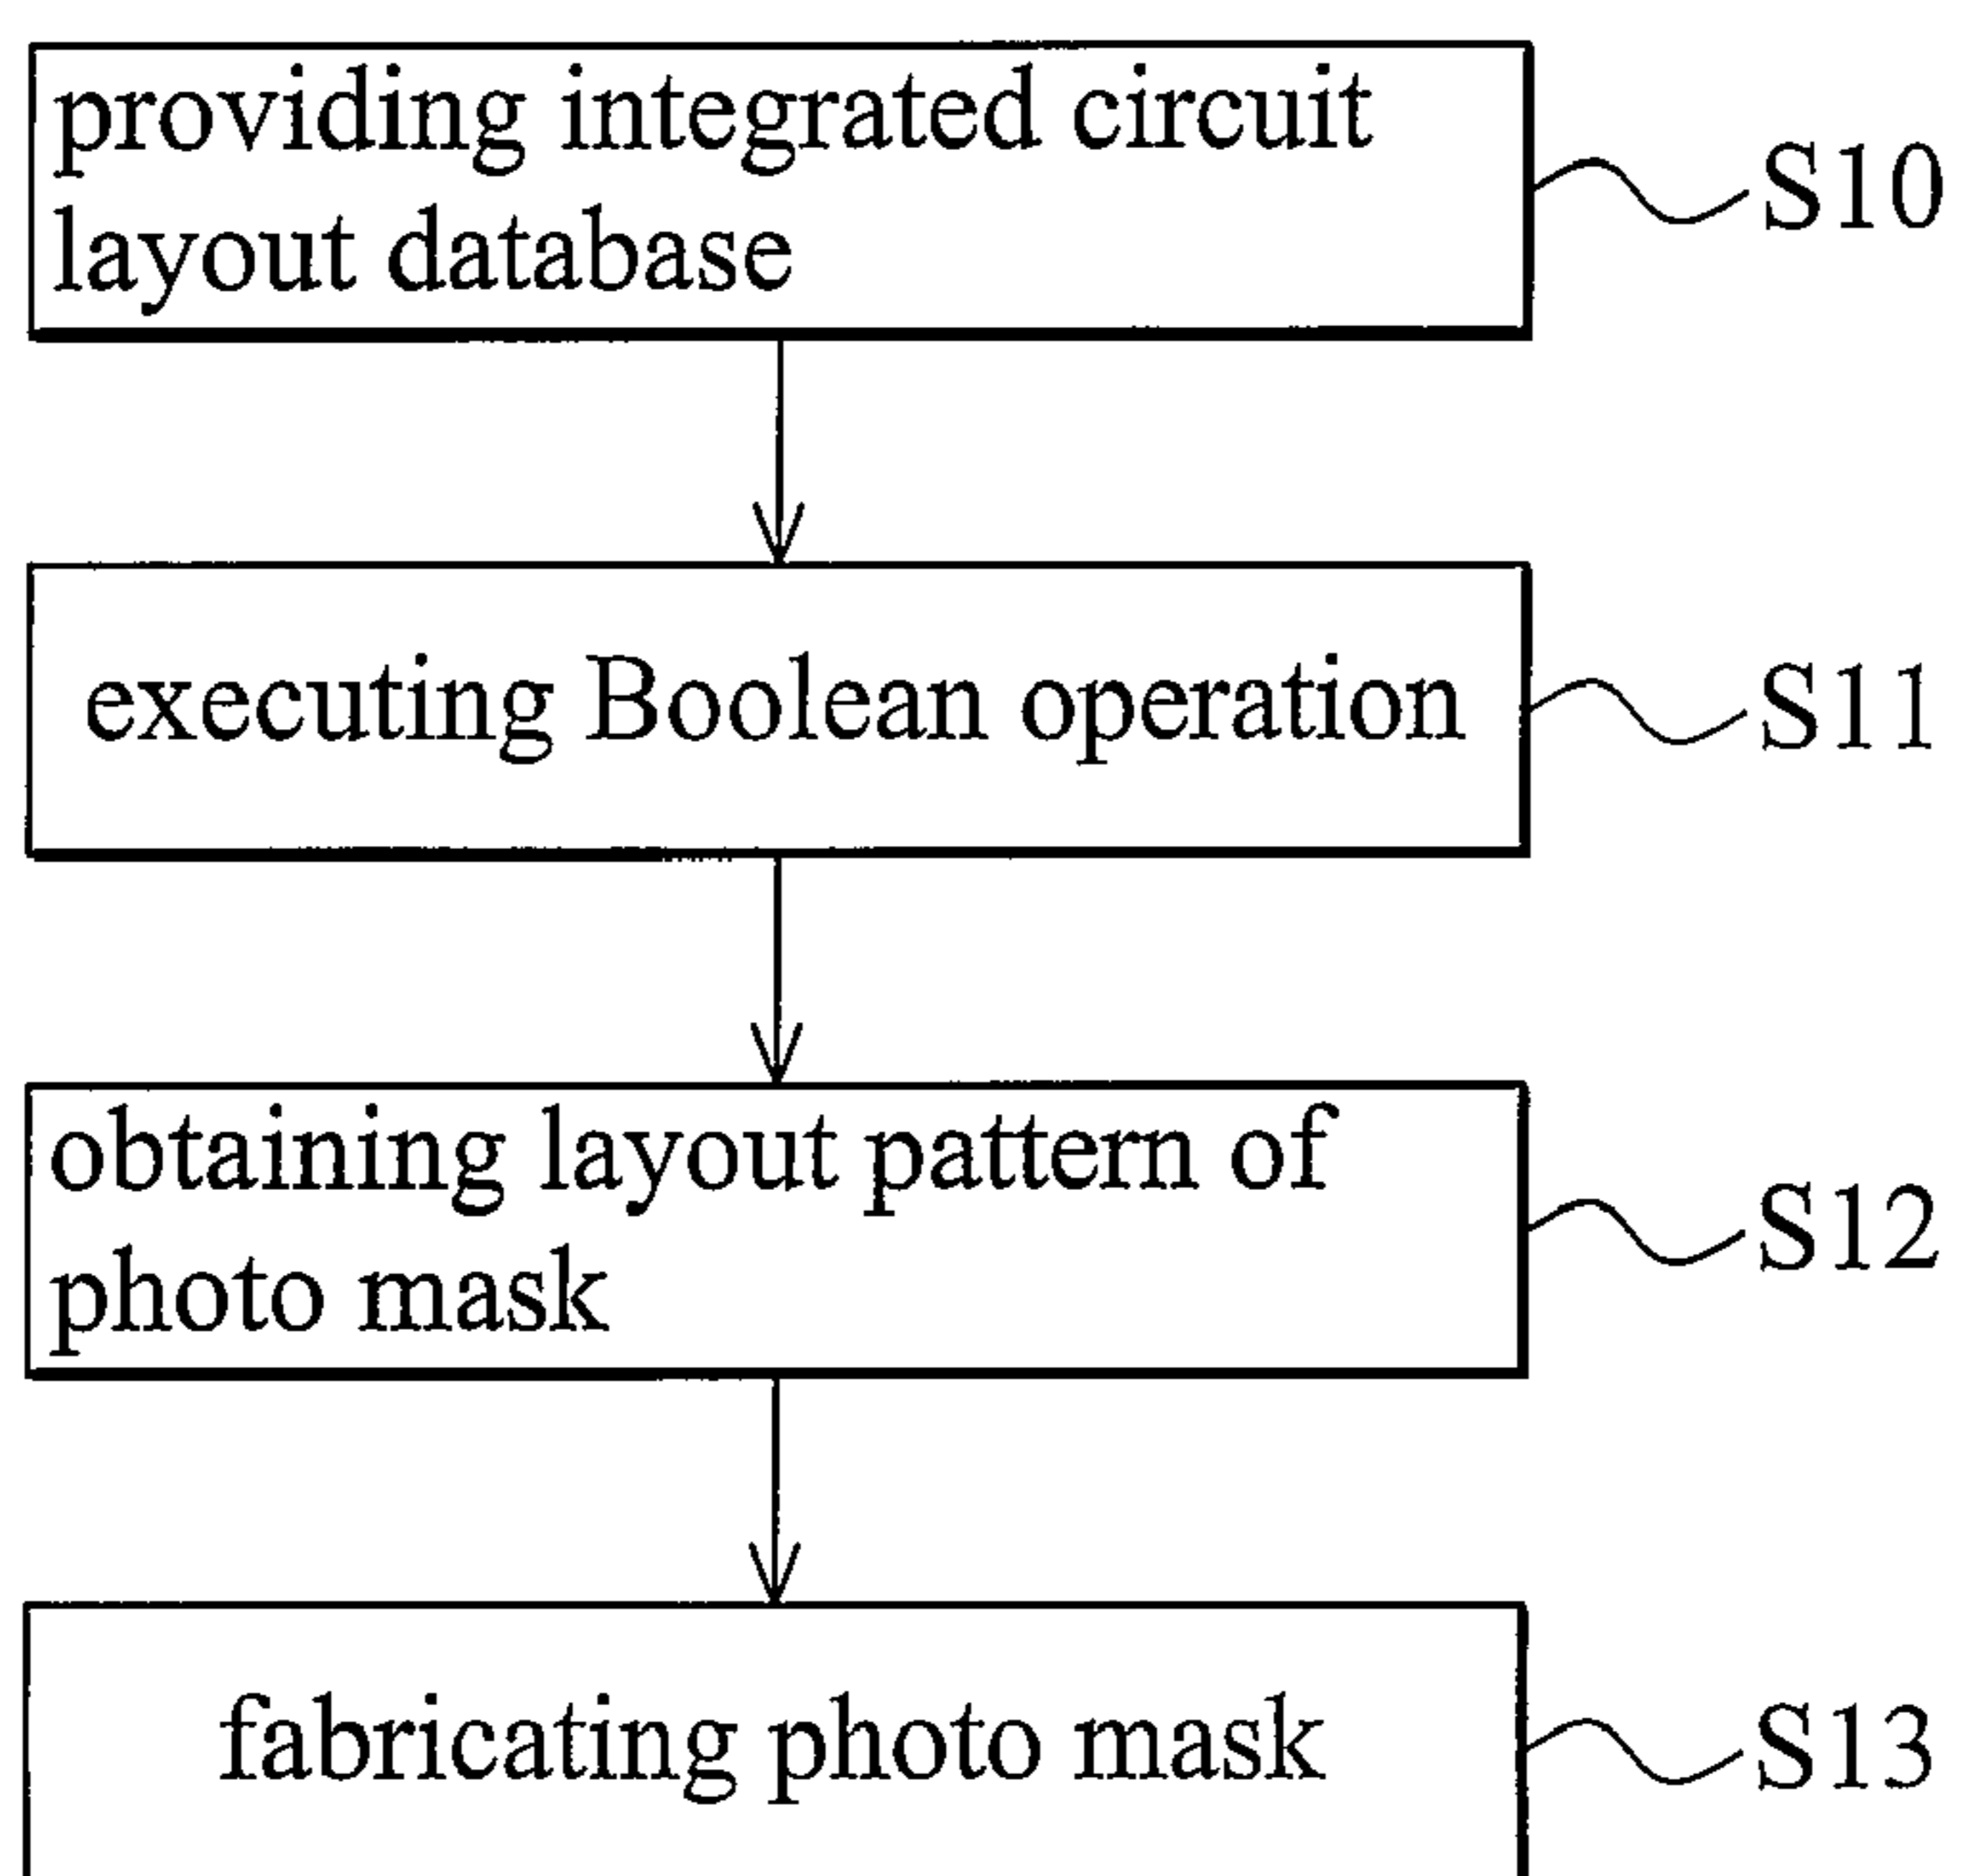 providing integrated circuit
layout database
S10
executing Boolean operation
S11
obtaining layout pattern of
photo mask
S12
fabricating photo mask
S13